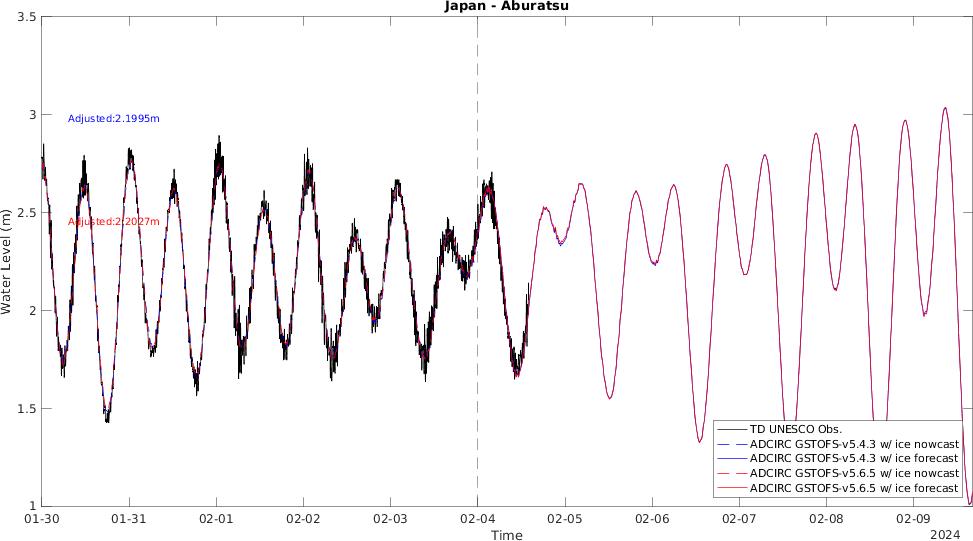 Japan - Aburatsu
3.5
3
2.5
2
1.5
1
Water Level (m)
Adjusted:2.1995m
Adjusted:2.2027m
TD UNESCO Obs.
ADCIRC GSTOFS-v5.4.3 w/ ice nowcast
ADCIRC GSTOFS-v5.4.3 w/ ice forecast
ADCIRC GSTOFS-v5.6.5 w/ ice nowcast
ADCIRC GSTOFS-v5.6.5 w/ ice forecast
01-30 01-31 02-01 02-02 02-03 02-04 02-05 02-06 02-07 02-08 02-09
Time
2024